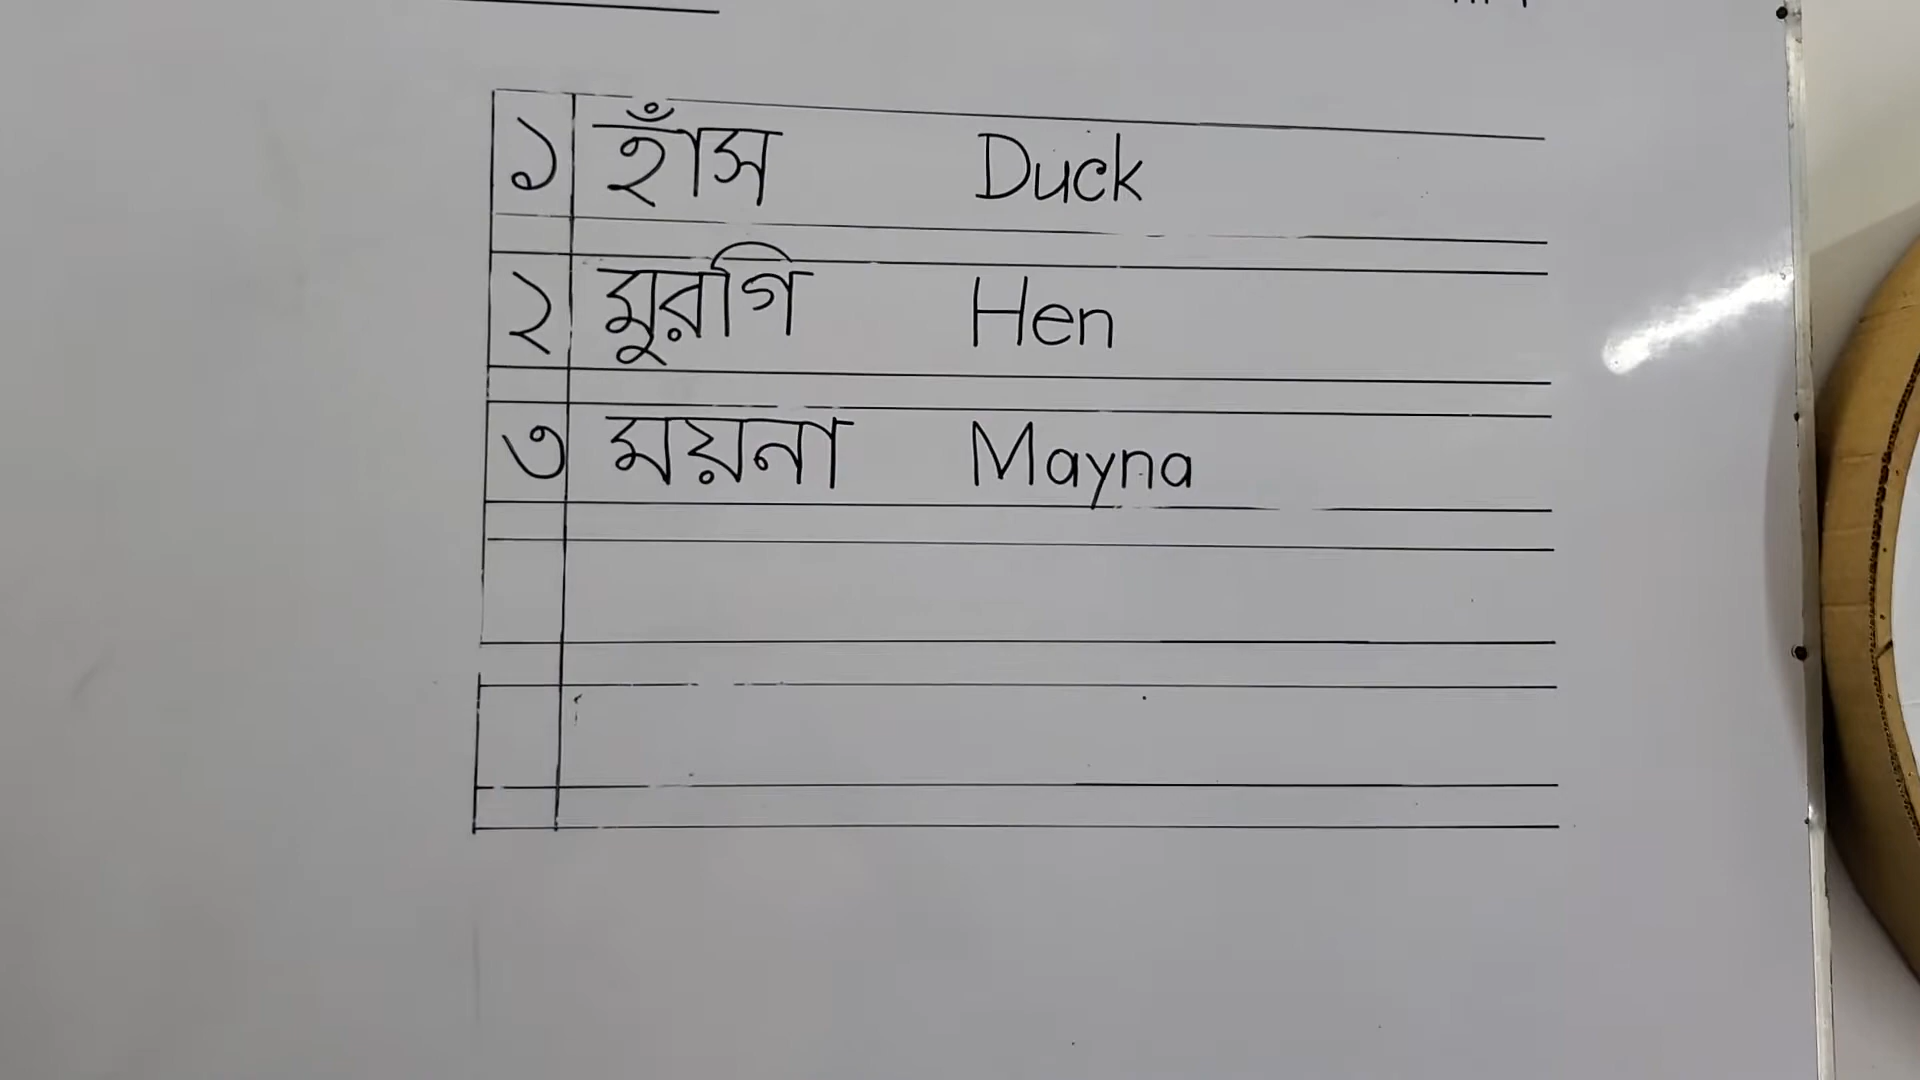 ১ হাঁস Duck
২ মুরগি Hen
৩ ময়না Mayna